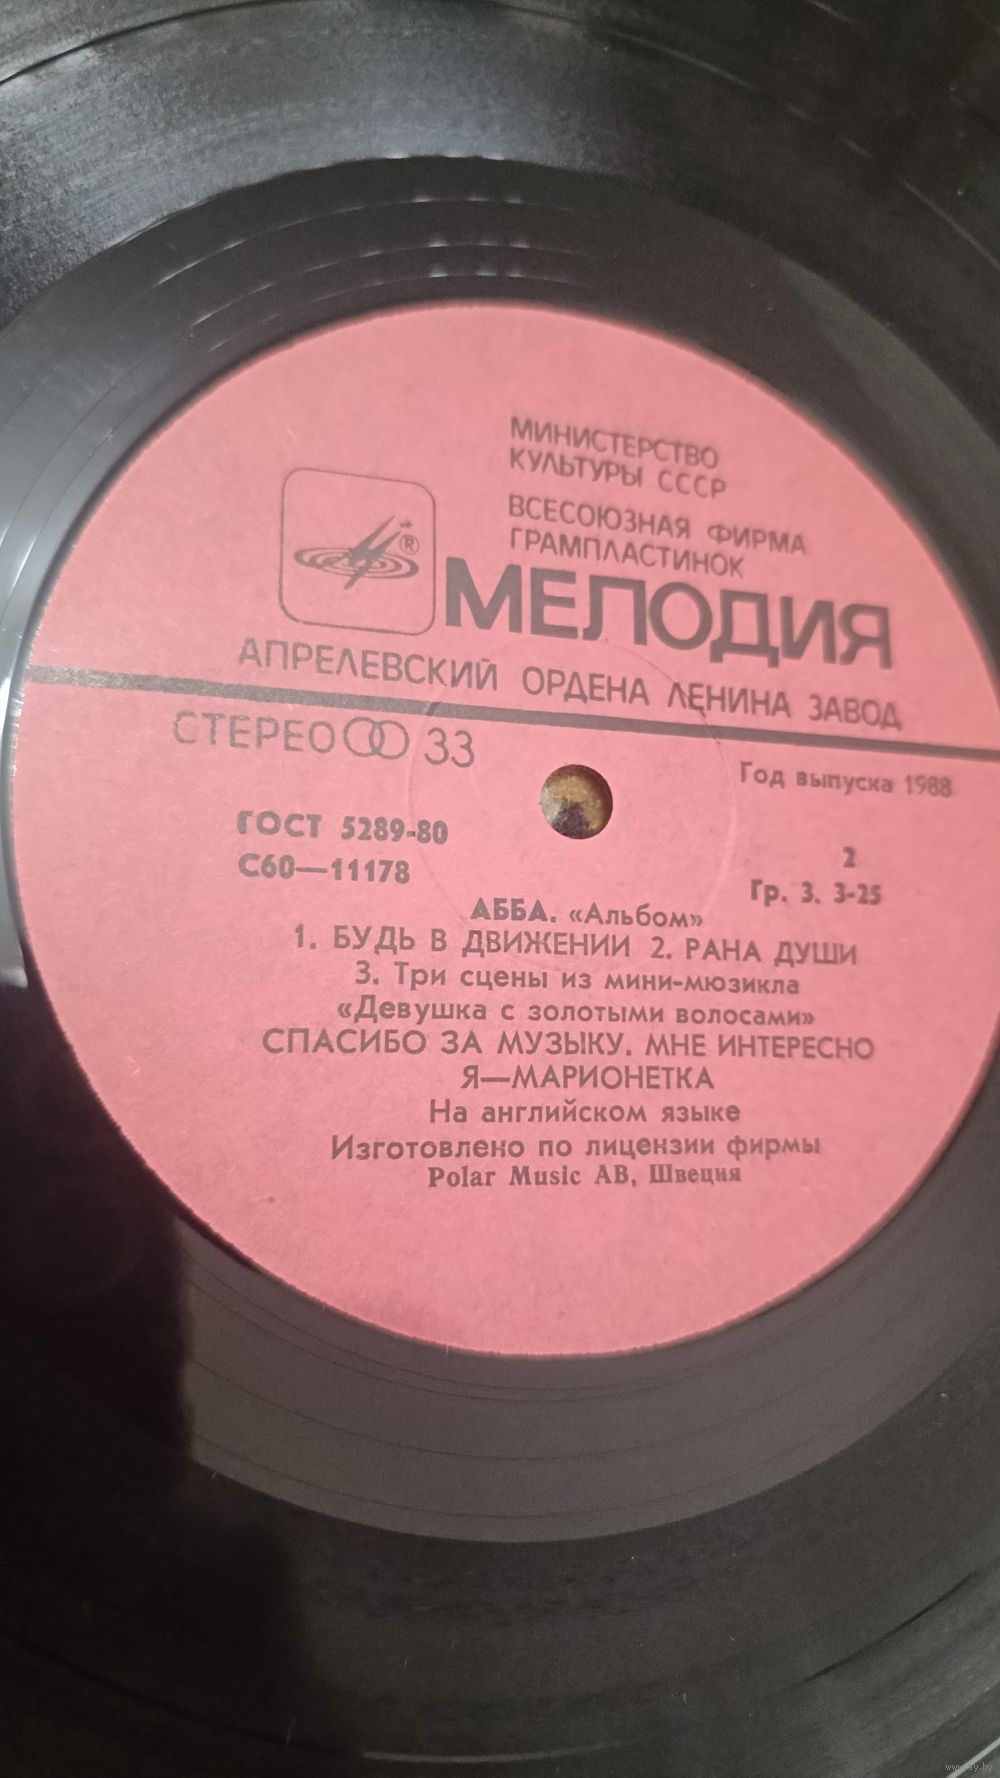 МИНИСТЕРСТВО
КУЛЬТУРЫ СССР
ВСЕСОЮЗНАЯ ФИРМА
ГРАМПЛАСТИНОК
®
МЕЛОДИЯ
АПРЕЛЕВСКИЙ ОРДЕНА ЛЕНИНА ЗАВОД
СТЕРЕО 33
Год выпуска 1988
ГОСТ 5289-80
С60—11178
2
Гр. 3. 3-25
АББА. «Альбом»
1. БУДЬ В ДВИЖЕНИИ 2. РАНА ДУШИ
3. Три сцены из мини-мюзикла
«Девушка с золотыми волосами»
СПАСИБО ЗА МУЗЫКУ. МНЕ ИНТЕРЕСНО
Я—МАРИОНЕТКА
На английском языке
Изготовлено по лицензии фирмы
Polar Music AB, Швеция